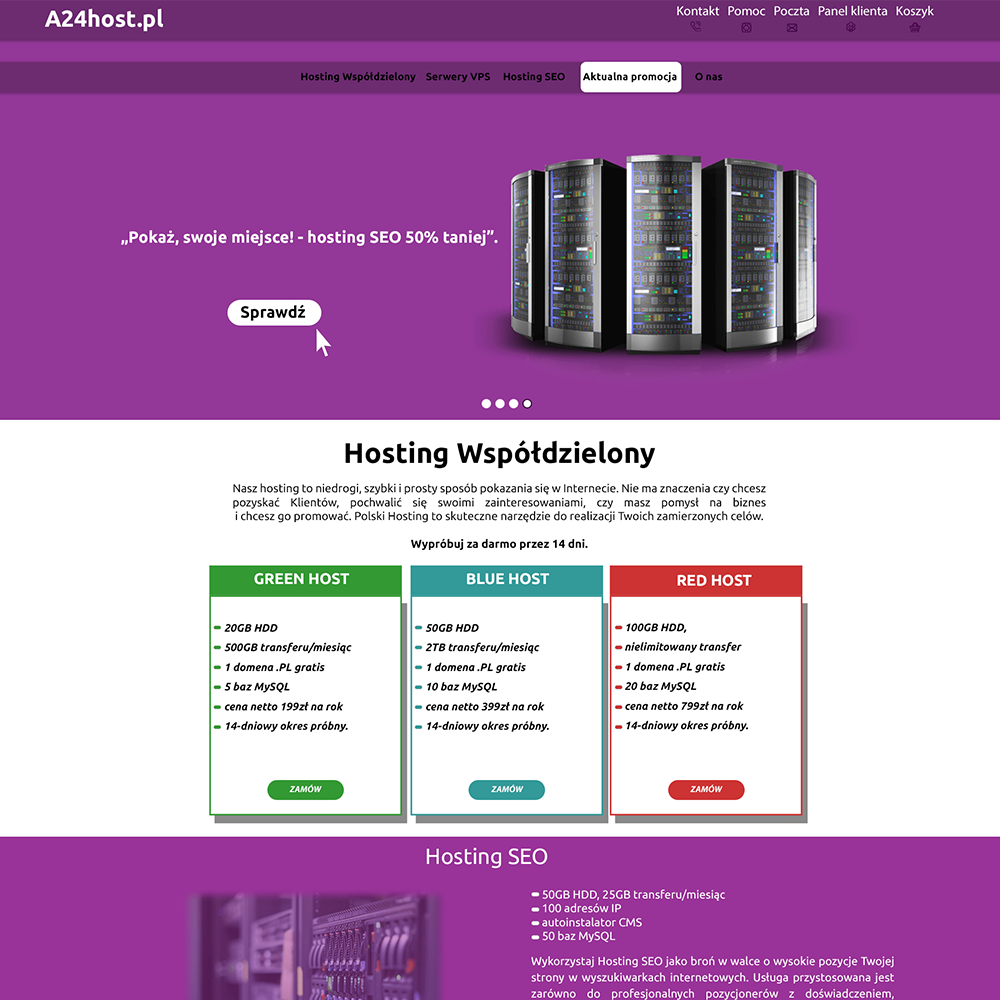 A24host.pl
Kontakt Pomoc Poczta Panel klienta Koszyk
Hosting Współdzielony Serwery VPS Hosting SEO Aktualna promocja O nas
„Pokaż, swoje miejsce! - hosting SEO 50% taniej”.
Sprawdź
Hosting Współdzielony
Nasz hosting to niedrogi, szybki i prosty sposób pokazania się w Internecie. Nie ma znaczenia czy chcesz
pozyskać Klientów, pochwalić się swoimi zainteresowaniami, czy masz pomysł na biznes
i chcesz go promować. Polski Hosting to skuteczne narzędzie do realizacji Twoich zamierzonych celów.
Wypróbuj za darmo przez 14 dni.
GREEN HOST
20GB HDD
500GB transferu/miesiąc
1 domena .PL gratis
5 baz MySQL
cena netto 199zł na rok
14-dniowy okres próbny.
ZAMÓW
BLUE HOST
50GB HDD
2TB transferu/miesiąc
1 domena .PL gratis
10 baz MySQL
cena netto 399zł na rok
14-dniowy okres próbny.
ZAMÓW
RED HOST
100GB HDD,
nielimitowany transfer
1 domena .PL gratis
20 baz MySQL
cena netto 799zł na rok
14-dniowy okres próbny.
ZAMÓW
Hosting SEO
50GB HDD, 25GB transferu/miesiąc
100 adresów IP
autoinstalator CMS
50 baz MySQL
Wykorzystaj Hosting SEO jako broń w walce o wysokie pozycje Twojej
strony w wyszukiwarkach internetowych. Usługa przystosowana jest
zarówno do profesjonalnych pozycjonerów z doświadczeniem,